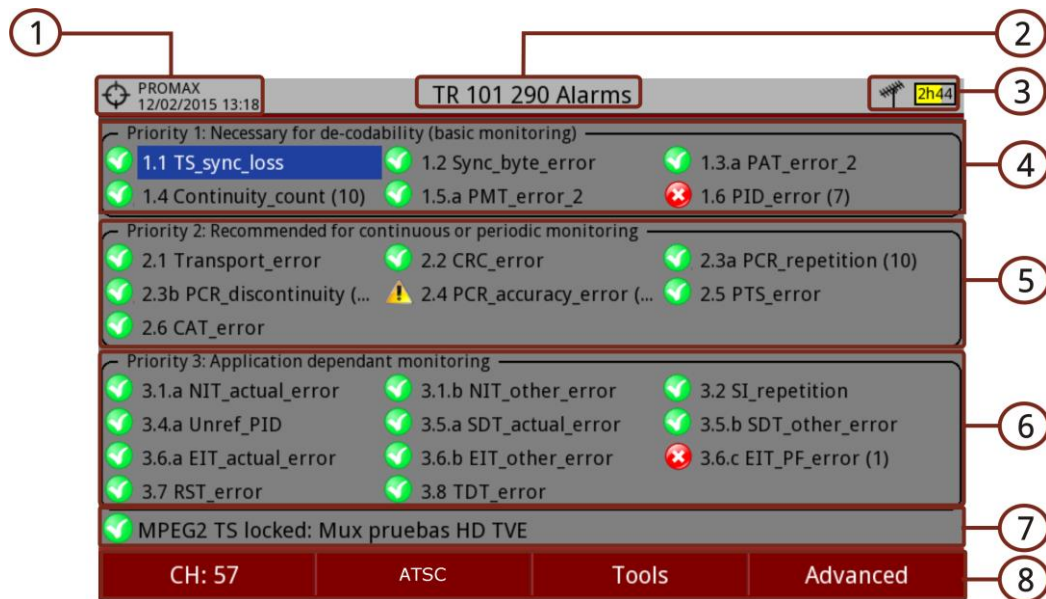 1
2
PROMAX
12/02/2015 13:18
TR 101 290 Alarms
2h44
3
Priority 1: Necessary for de-codability (basic monitoring)
1.1 TS_sync_loss 1.2 Sync_byte_error 1.3.a PAT_error_2
4
1.4 Continuity_count (10) 1.5.a PMT_error_2 1.6 PID_error (7)
Priority 2: Recommended for continuous or periodic monitoring
2.1 Transport_error 2.2 CRC_error 2.3a PCR_repetition (10)
5
2.3b PCR_discontinuity (... 2.4 PCR_accuracy_error (... 2.5 PTS_error
2.6 CAT_error
Priority 3: Application dependant monitoring
3.1.a NIT_actual_error 3.1.b NIT_other_error 3.2 SI_repetition
3.4.a Unref_PID 3.5.a SDT_actual_error 3.5.b SDT_other_error
6
3.6.a EIT_actual_error 3.6.b EIT_other_error 3.6.c EIT_PF_error (1)
3.7 RST_error 3.8 TDT_error
MPEG2 TS locked: Mux pruebas HD TVE
7
CH: 57 ATSC Tools Advanced
8